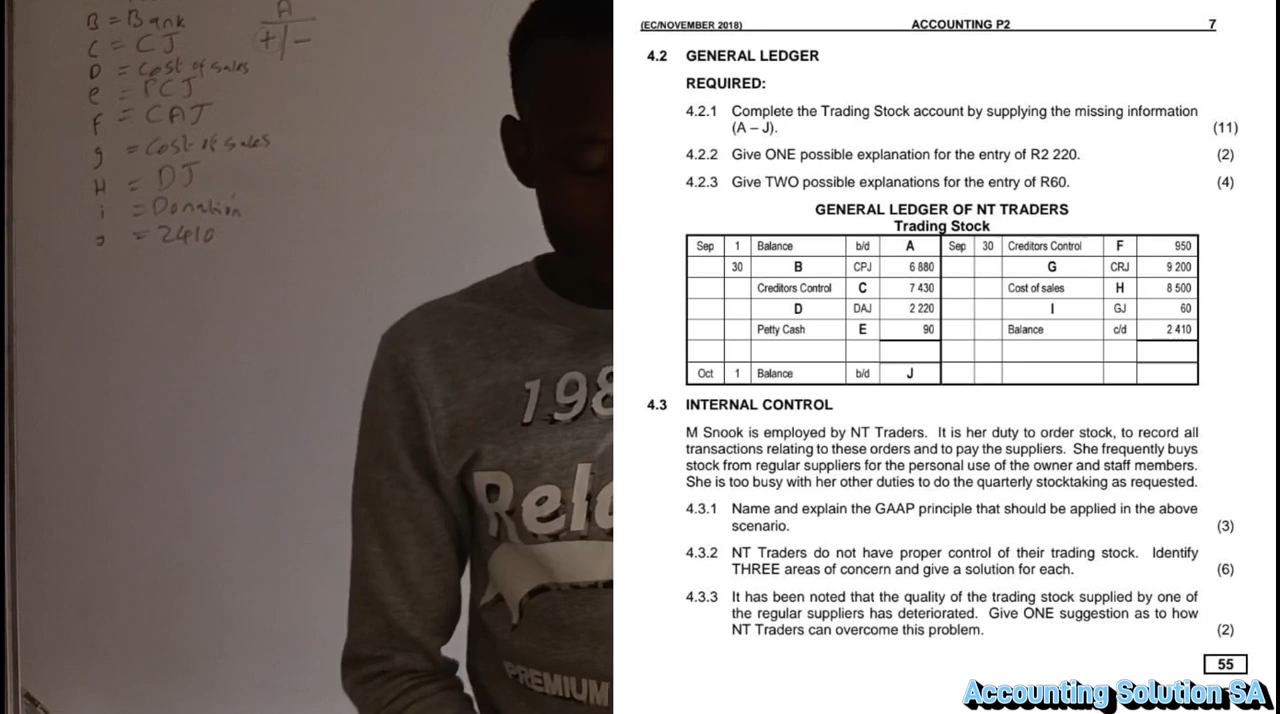 B = Bank
C = CJ
D = Cost of sales
e = PCJ
F = CAJ
g = Cost of sales
H = DJ
i = Donation
J = 2410
A
+/-
198
Rel
PREMIUM
(EC/NOVEMBER 2018) ACCOUNTING P2 7
4.2 GENERAL LEDGER
REQUIRED:
4.2.1 Complete the Trading Stock account by supplying the missing information
(A – J). (11)
4.2.2 Give ONE possible explanation for the entry of R2 220. (2)
4.2.3 Give TWO possible explanations for the entry of R60. (4)
GENERAL LEDGER OF NT TRADERS
Trading Stock
Sep 1 Balance b/d A Sep 30 Creditors Control F 950
30 B CPJ 6 880 G CRJ 9 200
Creditors Control C 7 430 Cost of sales H 8 500
D DAJ 2 220 I GJ 60
Petty Cash E 90 Balance c/d 2 410
Oct 1 Balance b/d J
4.3 INTERNAL CONTROL
M Snook is employed by NT Traders. It is her duty to order stock, to record all
transactions relating to these orders and to pay the suppliers. She frequently buys
stock from regular suppliers for the personal use of the owner and staff members.
She is too busy with her other duties to do the quarterly stocktaking as requested.
4.3.1 Name and explain the GAAP principle that should be applied in the above
scenario. (3)
4.3.2 NT Traders do not have proper control of their trading stock. Identify
THREE areas of concern and give a solution for each. (6)
4.3.3 It has been noted that the quality of the trading stock supplied by one of
the regular suppliers has deteriorated. Give ONE suggestion as to how
NT Traders can overcome this problem. (2)
55
Accounting Solution SA